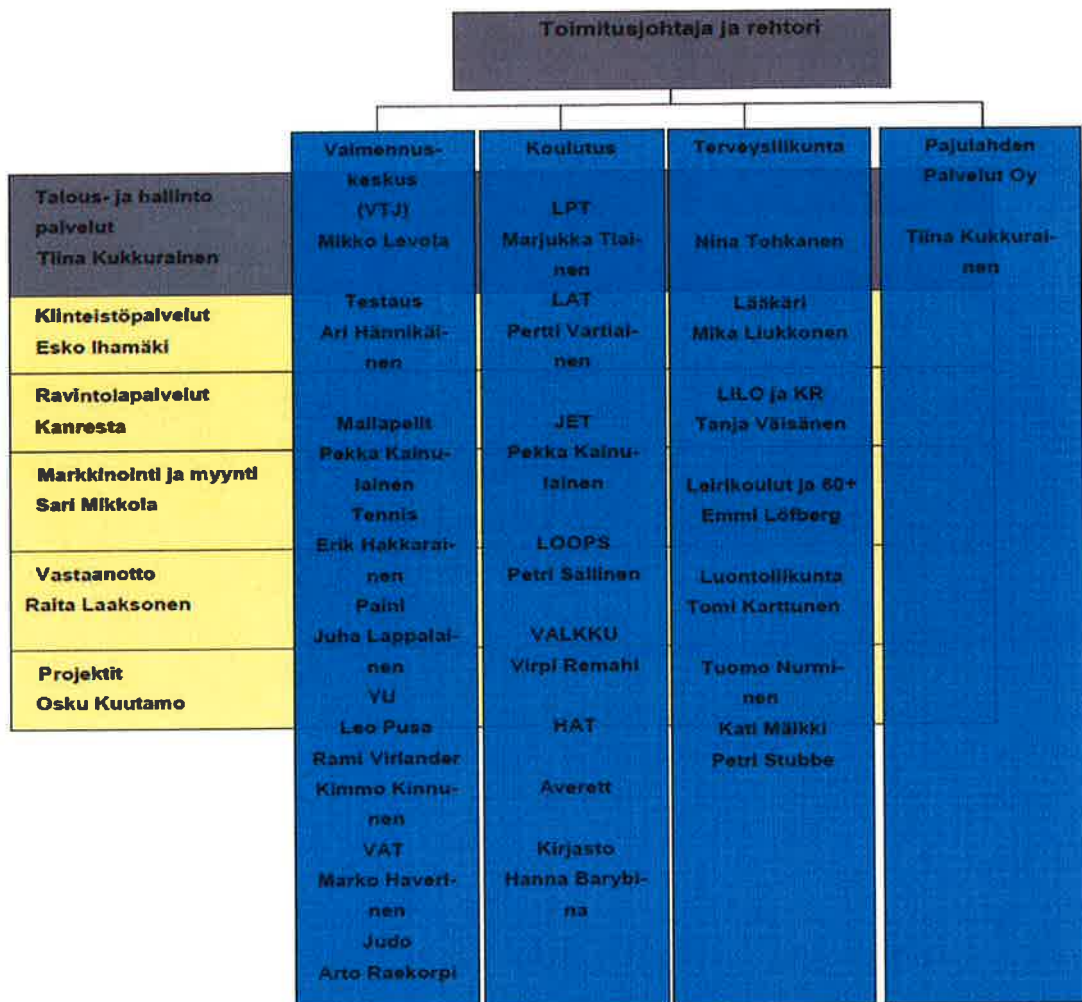 Toimitusjohtaja ja rehtori
Talous- ja hallinto
palvelut
Tiina Kukkurainen
Kiinteistöpalvelut
Esko Ihamäki
Ravintolapalvelut
Kanresta
Markkinointi ja myynti
Sari Mikkola
Vastaanotto
Raita Laaksonen
Projektit
Osku Kuutamo
Valmennus-
keskus
(VTJ)
Mikko Levola
Testaus
Ari Hännikäi-
nen
Mailapelit
Pekka Kainu-
lainen
Tennis
Erik Hakkarai-
nen
Paini
Juha Lappalai-
nen
YU
Leo Pusa
Rami Virlander
Kimmo Kinnu-
nen
VAT
Marko Haveri-
nen
Judo
Arto Raekorpi
Koulutus
LPT
Marjukka Tiai-
nen
LAT
Pertti Vartiai-
nen
JET
Pekka Kainu-
lainen
LOOPS
Petri Sallinen
VALKKU
Virpi Remahl
HAT
Averett
Kirjasto
Hanna Barybi-
na
Terveysliikunta
Nina Tohkanen
Lääkäri
Mika Liukkonen
LILO ja KR
Tanja Väisänen
Leirikoulut ja 60+
Emmi Löfberg
Luontoliikunta
Tomi Karttunen
Tuomo Nurmi-
nen
Kati Mälkki
Petri Stubbe
Pajulahden
Palvelut Oy
Tiina Kukkurai-
nen